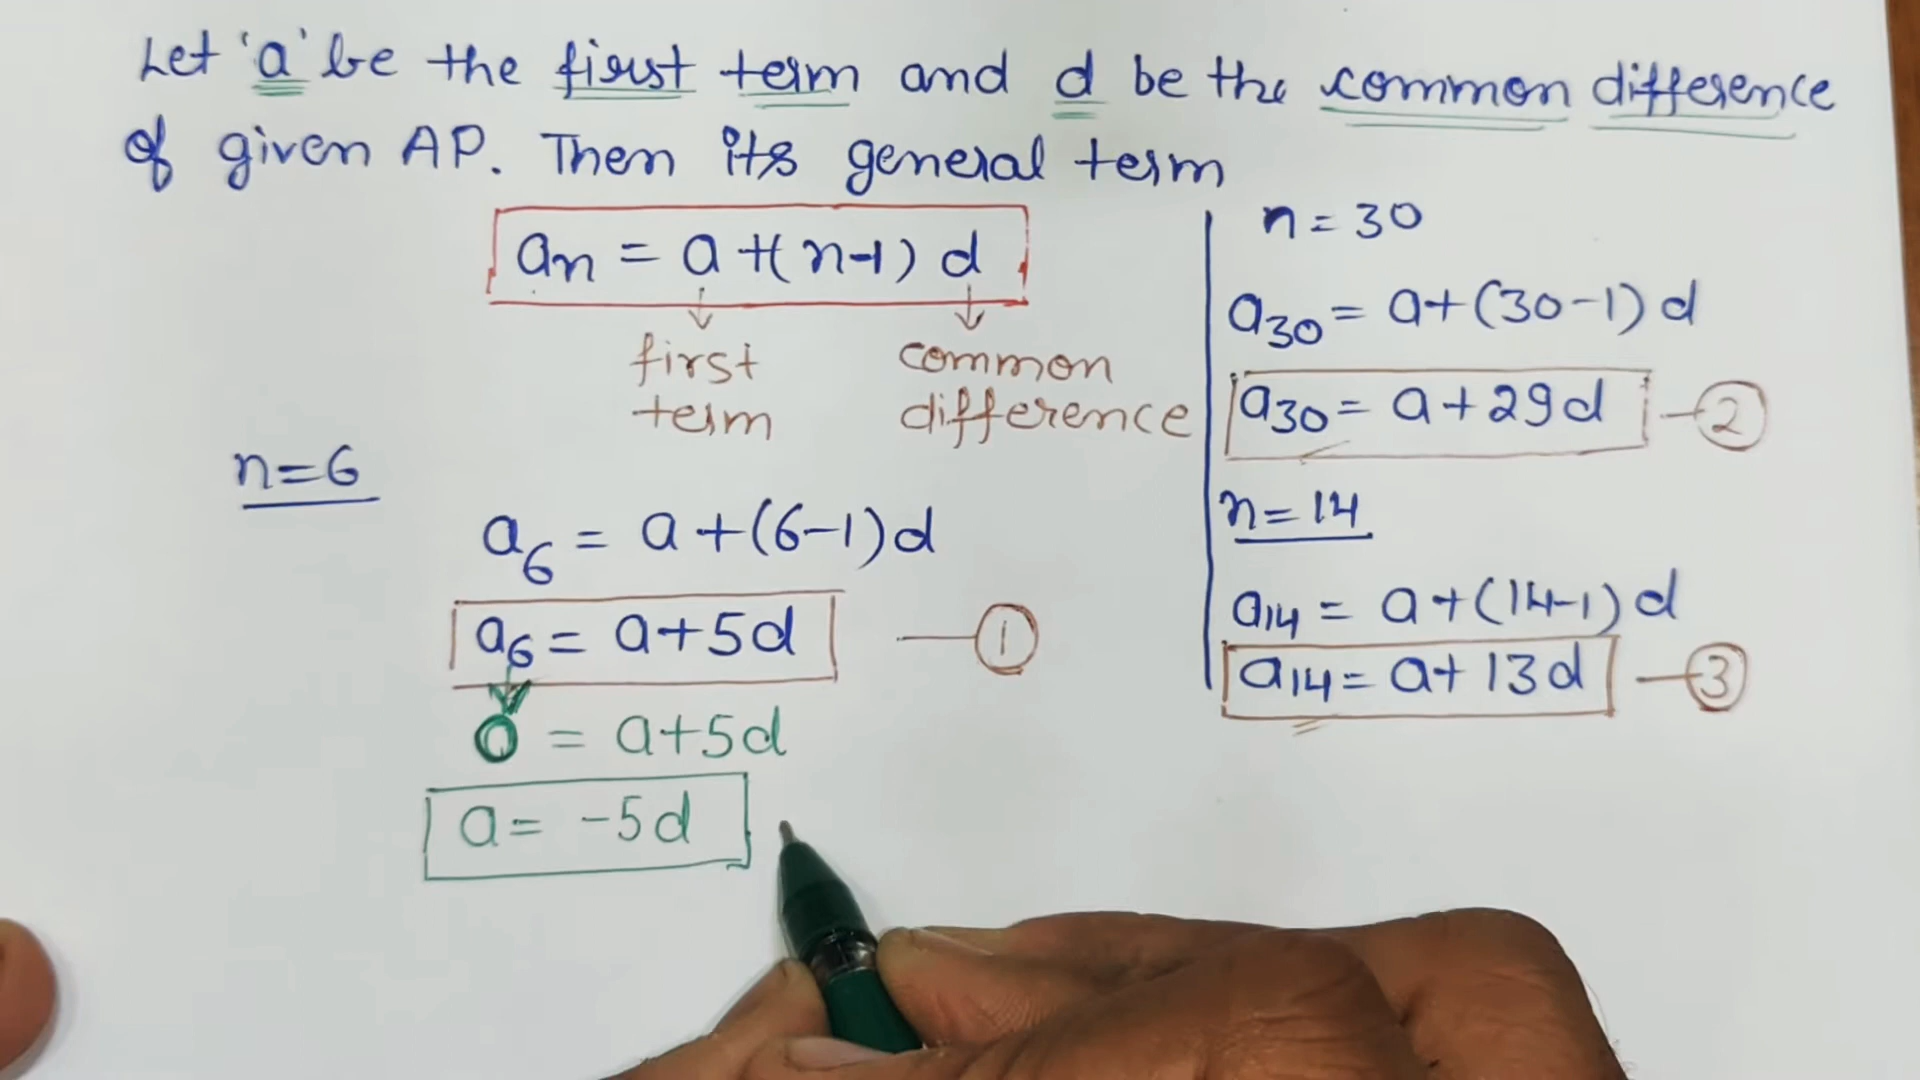 Let 'a' be the first term and d be the common difference
of given AP. Then its general term
an = a+(n-1) d
first term
common difference
n=6
a6 = a+(6-1)d
a6 = a+5d — 1
0 = a+5d
a= -5d
n=30
a30= a+(30-1)d
a30= a+29d — 2
n=14
a14= a+(14-1)d
a14= a+13d — 3